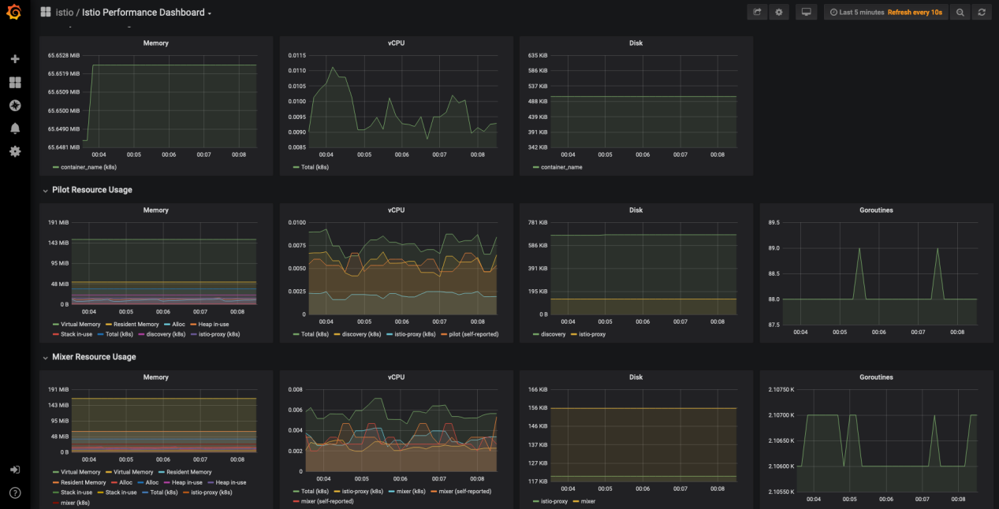 istio / Istio Performance Dashboard
Last 5 minutes Refresh every 10s
Memory
65.6528 MiB
65.6519 MiB
65.6509 MiB
65.6500 MiB
65.6490 MiB
65.6481 MiB
00:04 00:05 00:06 00:07 00:08
container_name (k8s)
vCPU
0.0115
0.0110
0.0105
0.0100
0.0095
0.0090
0.0085
00:04 00:05 00:06 00:07 00:08
Total (k8s)
Disk
635 KiB
586 KiB
537 KiB
488 KiB
439 KiB
391 KiB
342 KiB
00:04 00:05 00:06 00:07 00:08
container_name
Pilot Resource Usage
Memory
191 MiB
143 MiB
95 MiB
48 MiB
0 B
00:04 00:05 00:06 00:07 00:08
Virtual Memory Resident Memory Alloc Heap in-use
Stack in-use Total (k8s) discovery (k8s) istio-proxy (k8s)
vCPU
0.0100
0.0075
0.0050
0.0025
0
00:04 00:05 00:06 00:07 00:08
Total (k8s) discovery (k8s) istio-proxy (k8s) pilot (self-reported)
Disk
781 KiB
586 KiB
391 KiB
195 KiB
0 B
00:04 00:05 00:06 00:07 00:08
discovery istio-proxy
Goroutines
89.5
89.0
88.5
88.0
87.5
00:04 00:05 00:06 00:07 00:08
Mixer Resource Usage
Memory
191 MiB
143 MiB
95 MiB
48 MiB
0 B
00:04 00:05 00:06 00:07 00:08
Virtual Memory Virtual Memory Resident Memory
Resident Memory Alloc Alloc Heap in-use Heap in-use
Stack in-use Stack in-use Total (k8s) istio-proxy (k8s)
mixer (k8s)
vCPU
0.008
0.006
0.004
0.002
0
00:04 00:05 00:06 00:07 00:08
Total (k8s) istio-proxy (k8s) mixer (k8s) mixer (self-reported)
mixer (self-reported)
Disk
166 KiB
156 KiB
146 KiB
137 KiB
127 KiB
117 KiB
00:04 00:05 00:06 00:07 00:08
istio-proxy mixer
Goroutines
2.10750 K
2.10700 K
2.10650 K
2.10600 K
2.10550 K
00:04 00:05 00:06 00:07 00:08